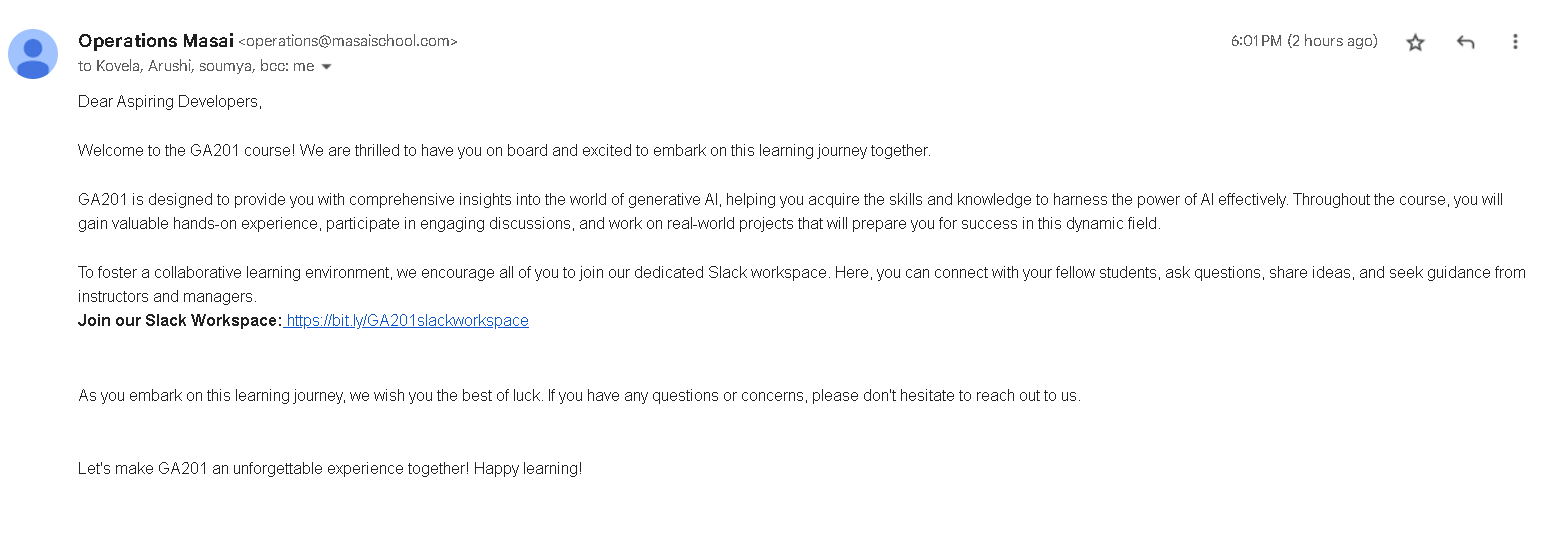 Operations Masai <operations@masaischool.com>
6:01 PM (2 hours ago)
to Kovela, Arushi, soumya, bcc: me
Dear Aspiring Developers,
Welcome to the GA201 course! We are thrilled to have you on board and excited to embark on this learning journey together.
GA201 is designed to provide you with comprehensive insights into the world of generative AI, helping you acquire the skills and knowledge to harness the power of AI effectively. Throughout the course, you will
gain valuable hands-on experience, participate in engaging discussions, and work on real-world projects that will prepare you for success in this dynamic field.
To foster a collaborative learning environment, we encourage all of you to join our dedicated Slack workspace. Here, you can connect with your fellow students, ask questions, share ideas, and seek guidance from
instructors and managers.
Join our Slack Workspace: https://bit.ly/GA201slackworkspace
As you embark on this learning journey, we wish you the best of luck. If you have any questions or concerns, please don't hesitate to reach out to us.
Let's make GA201 an unforgettable experience together! Happy learning!